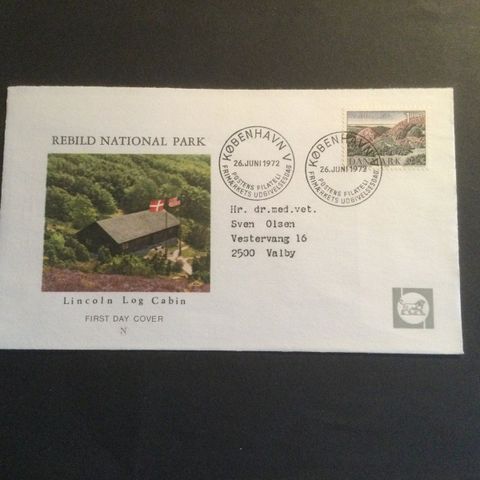 REBILD NATIONAL PARK
Lincoln Log Cabin
FIRST DAY COVER
N
KØBENHAVN V
26.JUNI 1972
POSTENS FILATELI
FRIMÆRKETS UDGIVELSESDAG
KØBENHAVN V
26.JUNI 1972
POSTENS FILATELI
FRIMÆRKETS UDGIVELSESDAG
DANMARK
Hr. dr.med.vet.
Sven Olsen
Vestervang 16
2500 Valby